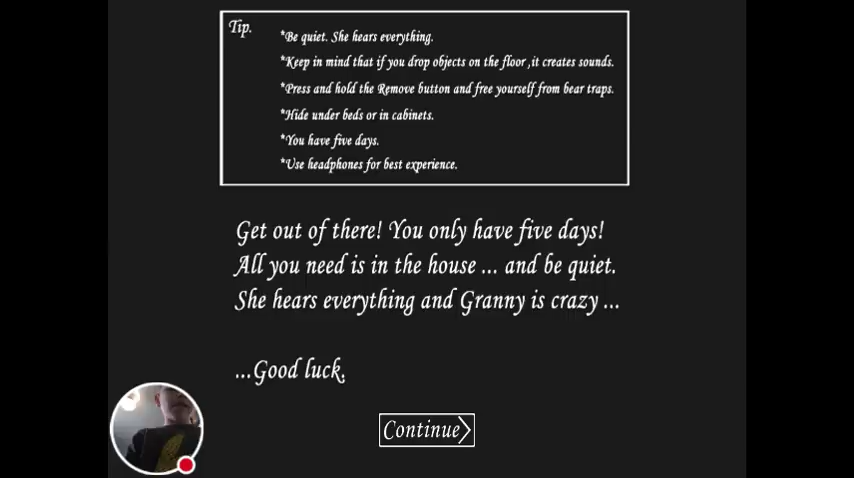 Tip.
*Be quiet. She hears everything.
*Keep in mind that if you drop objects on the floor ,it creates sounds.
*Press and hold the Remove button and free yourself from bear traps.
*Hide under beds or in cabinets.
*You have five days.
*Use headphones for best experience.
Get out of there! You only have five days!
All you need is in the house ... and be quiet.
She hears everything and Granny is crazy ...
...Good luck.
Continue